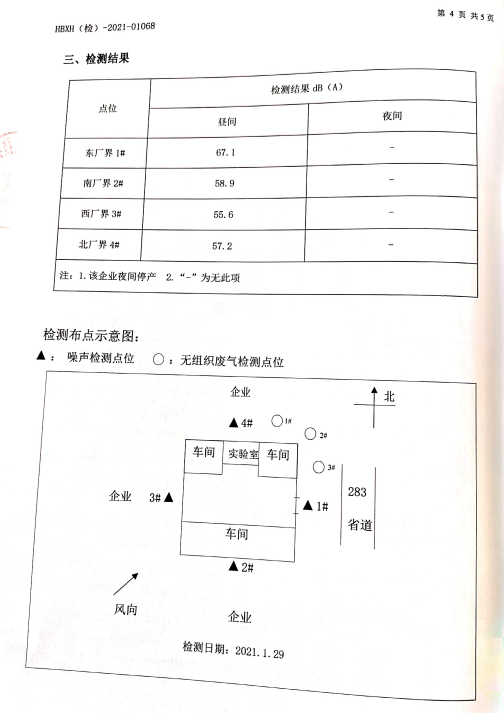 第 4 页 共5页
HBXH（检）-2021-01068
三、检测结果
点位
检测结果 dB（A）
昼间
夜间
东厂界 1# 67.1 -
南厂界 2# 58.9 -
西厂界 3# 55.6 -
北厂界 4# 57.2 -
注：1.该企业夜间停产 2.“-”为无此项
检测布点示意图：
▲：噪声检测点位 ○：无组织废气检测点位
企业
北
▲4# ○1#
○2#
车间 实验室 车间
○3#
企业 3#▲
▲1#
283
省道
车间
▲2#
风向
企业
检测日期：2021.1.29